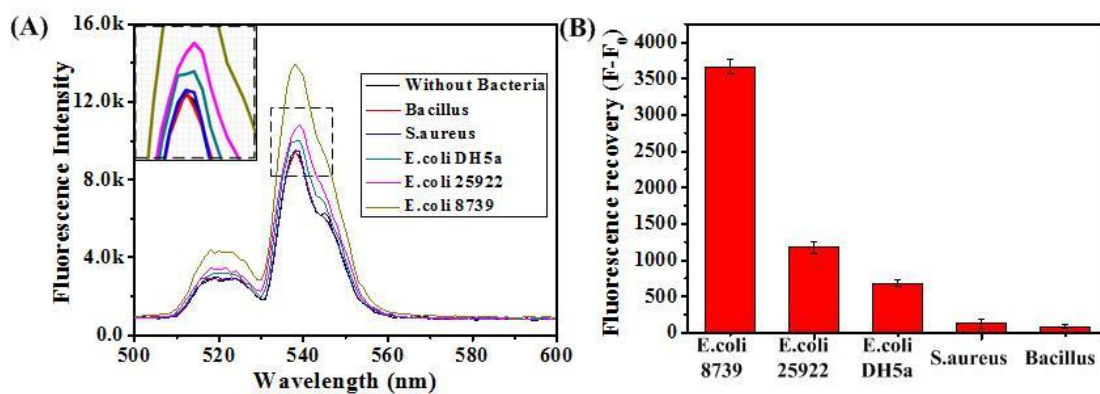 (A)
Fluorescence Intensity
16.0k
12.0k
8.0k
4.0k
0.0
500 520 540 560 580 600
Wavelength (nm)
Without Bacteria
Bacillus
S.aureus
E.coli DH5a
E.coli 25922
E.coli 8739
(B)
Fluorescence recovery (F-F0)
4000
3500
3000
2500
2000
1500
1000
500
0
E.coli E.coli E.coli S.aureus Bacillus
8739 25922 DH5a